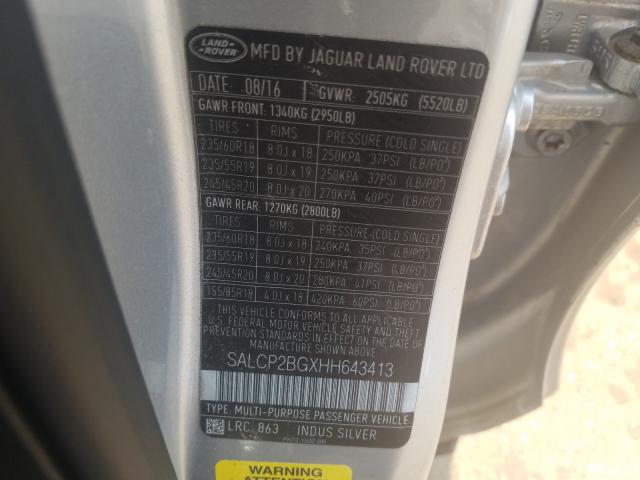 LAND ROVER
MFD BY JAGUAR LAND ROVER LTD
DATE 08/16 GVWR: 2505KG (5520LB)
GAWR FRONT: 1340KG (2950LB)
TIRES RIMS PRESSURE (COLD SINGLE)
235/60R18 8.0J x 18 250KPA 37PSI (LB/PO²)
235/55R19 8.0J x 19 250KPA 37PSI (LB/PO²)
245/45R20 8.0J x 20 270KPA 40PSI (LB/PO²)
GAWR REAR: 1270KG (2800LB)
TIRES RIMS PRESSURE-(COLD SINGLE)
235/60R18 8.0J x 18 240KPA 35PSI (LB/PO²)
235/55R19 8.0J x 19 250KPA 37PSI (LB/PO²)
245/45R20 8.0J x 20 280KPA 41PSI (LB/PO²)
155/85R18 4.0J x 18 420KPA 60PSI (LB/PO²)
THIS VEHICLE CONFORMS TO ALL APPLICABLE
U.S. FEDERAL MOTOR VEHICLE SAFETY AND THEFT
PREVENTION STANDARDS IN EFFECT ON THE DATE
OF MANUFACTURE SHOWN ABOVE
SALCP2BGXHH643413
TYPE: MULTI-PURPOSE PASSENGER VEHICLE
LRC 863 INDUS SILVER
WARNING